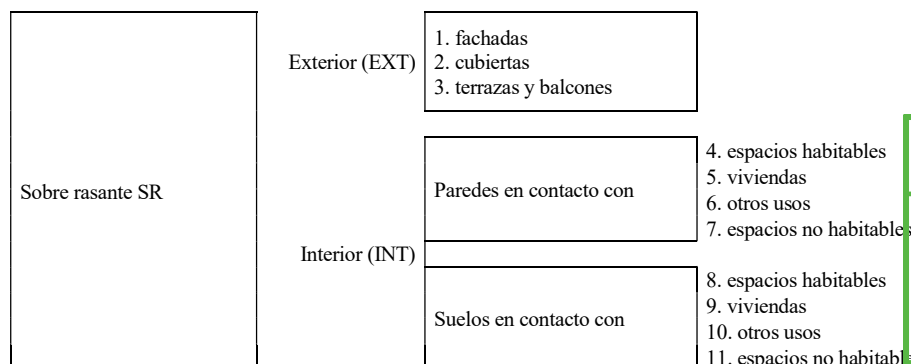 Sobre rasante SR
Exterior (EXT)
1. fachadas
2. cubiertas
3. terrazas y balcones
Interior (INT)
Paredes en contacto con
4. espacios habitables
5. viviendas
6. otros usos
7. espacios no habitables
Suelos en contacto con
8. espacios habitables
9. viviendas
10. otros usos
11. espacios no habitabl